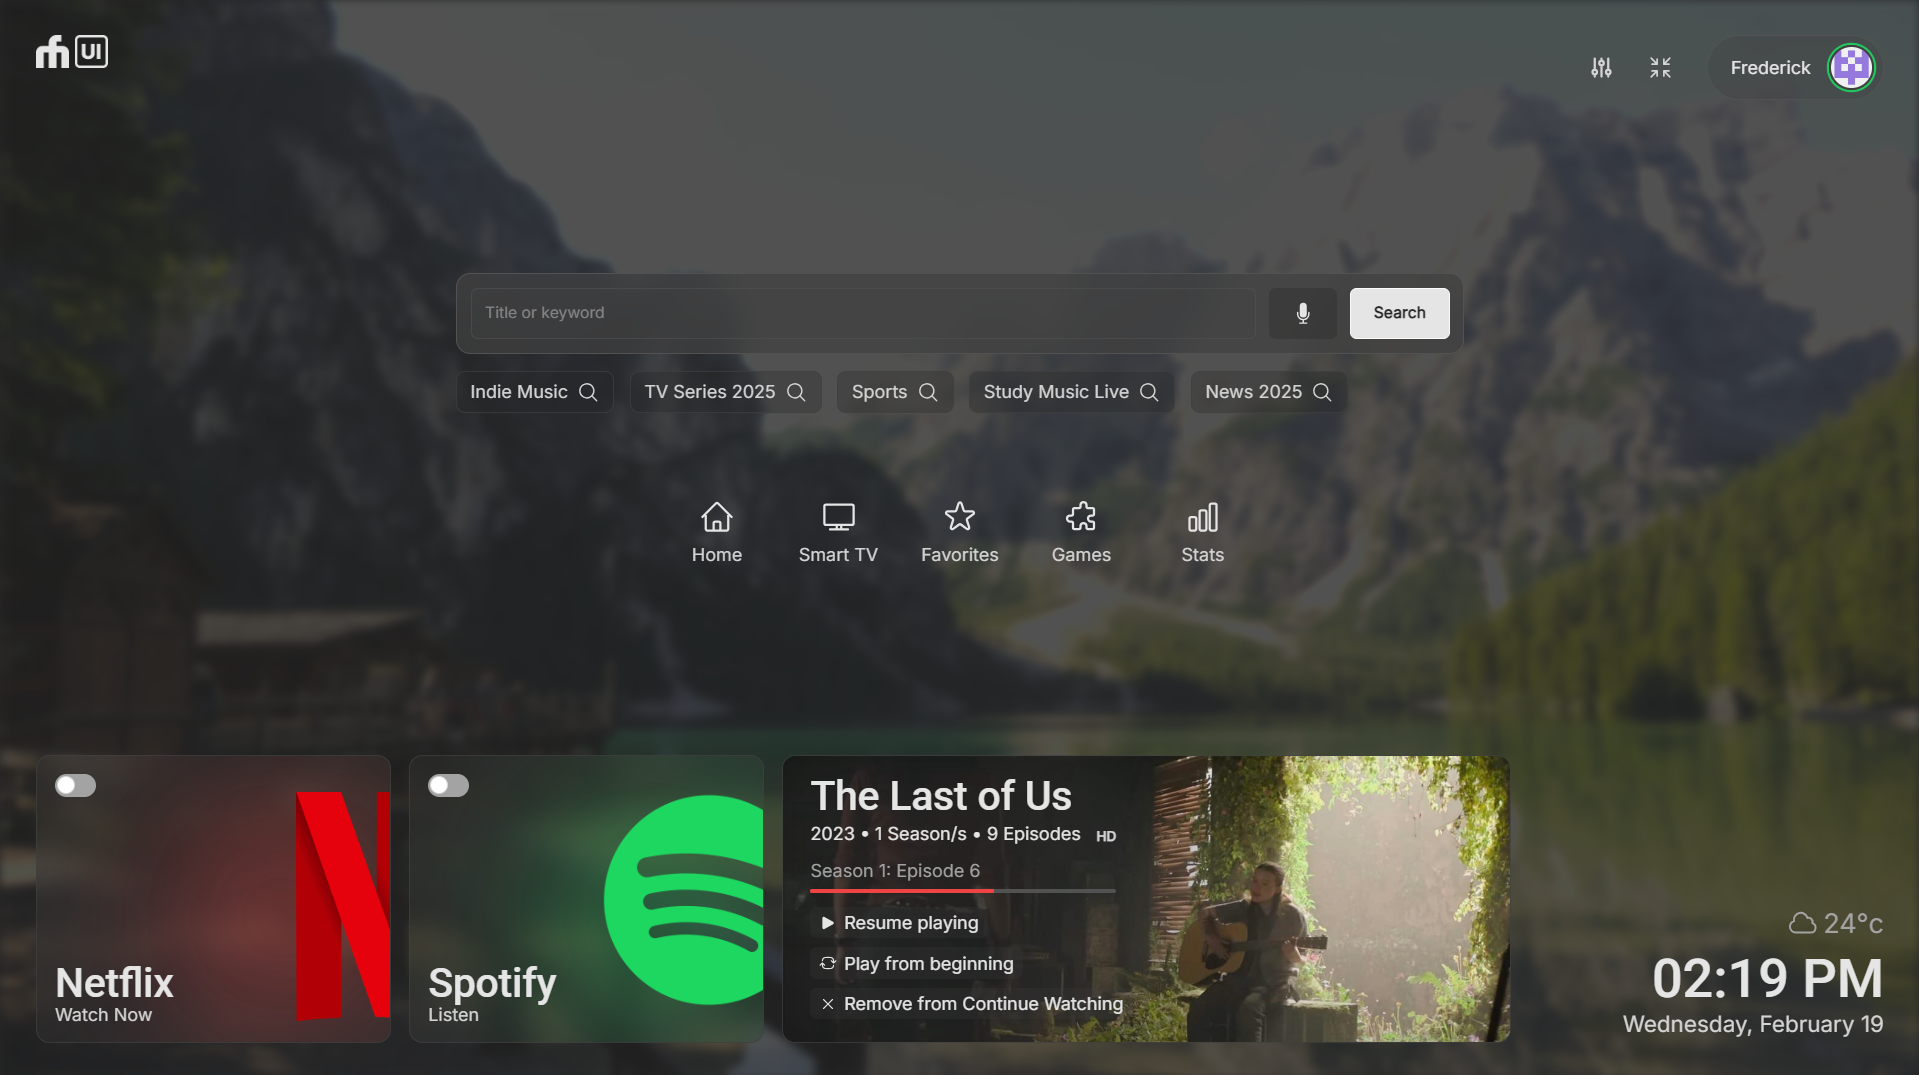 UI
Frederick
Title or keyword
Search
Indie Music
TV Series 2025
Sports
Study Music Live
News 2025
Home
Smart TV
Favorites
Games
Stats
Netflix
Watch Now
Spotify
Listen
The Last of Us
2023 • 1 Season/s • 9 Episodes HD
Season 1: Episode 6
Resume playing
Play from beginning
Remove from Continue Watching
24°c
02:19 PM
Wednesday, February 19